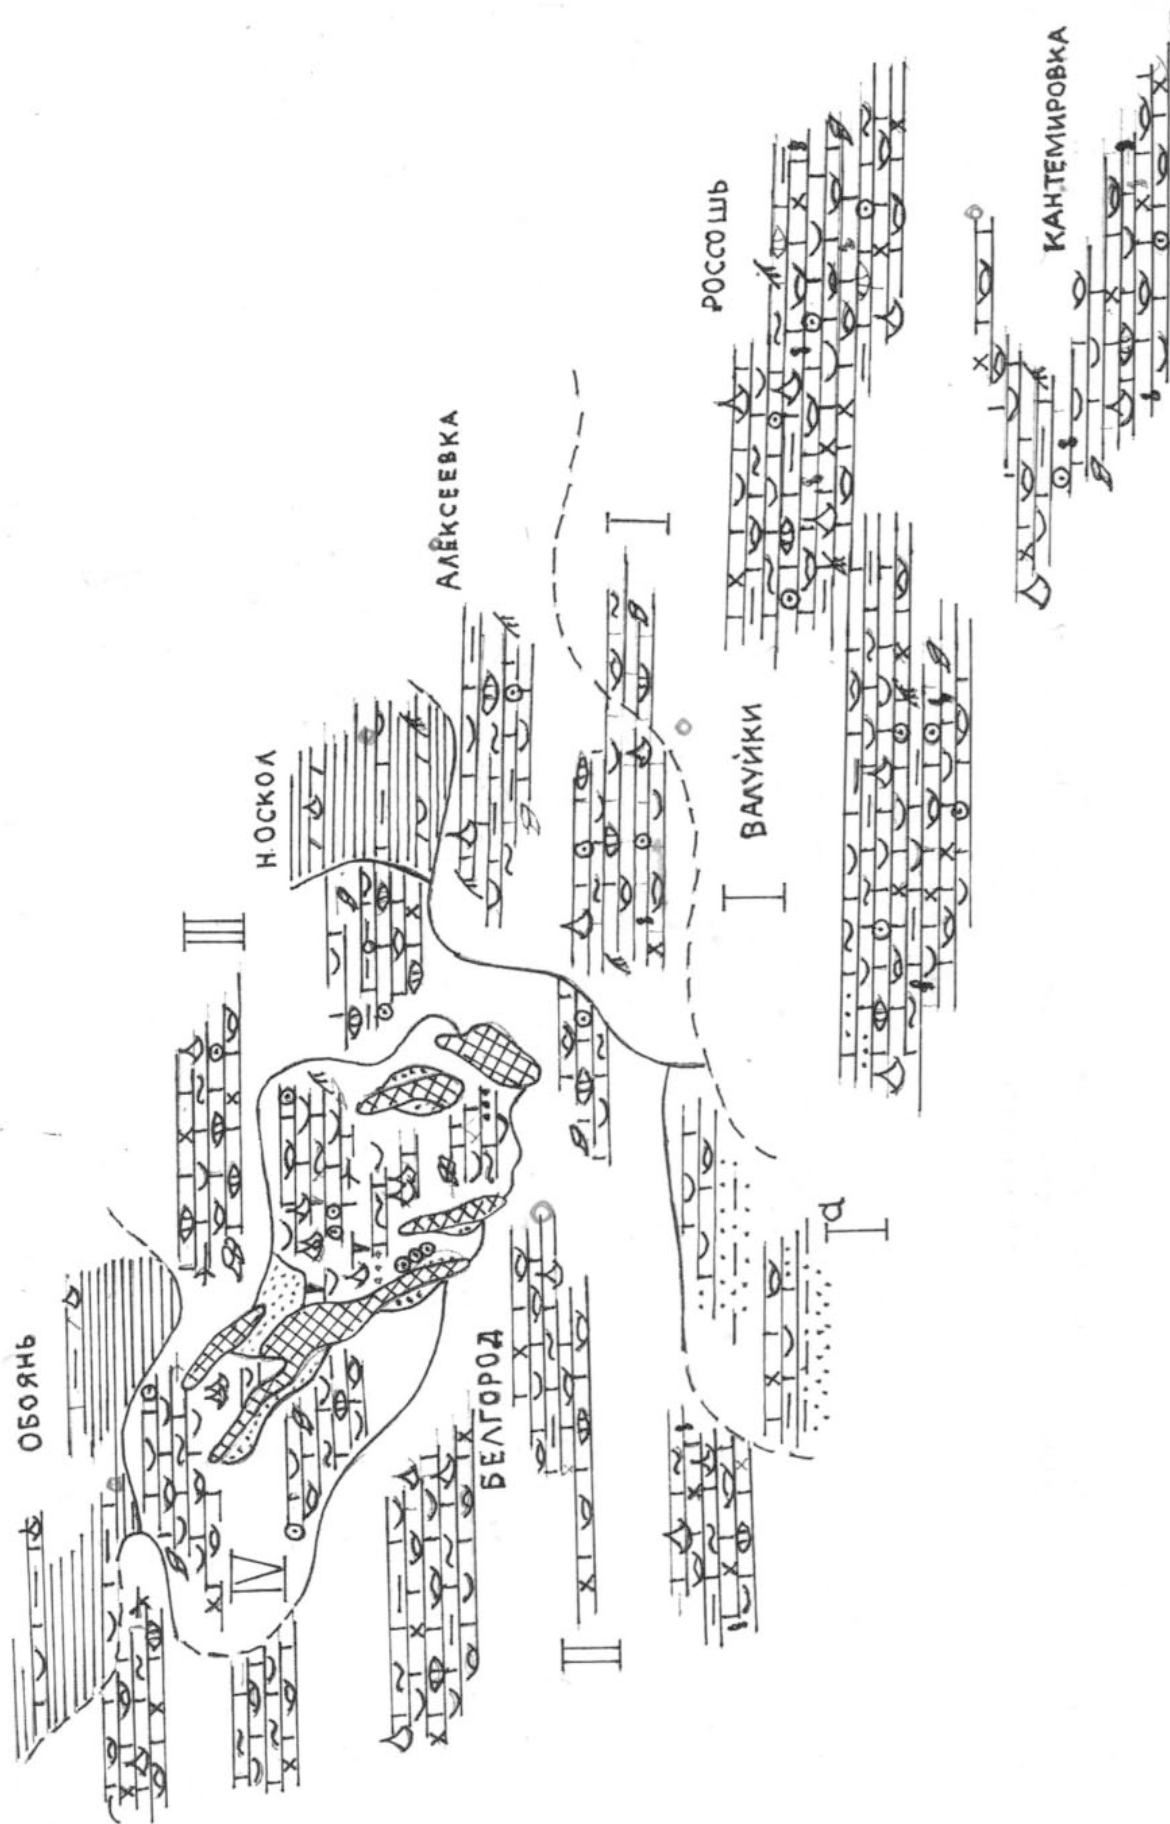 ОБОЯНЬ
Н.ОСКОЛ
АЛЕКСЕЕВКА
РОССОШЬ
КАНТЕМИРОВКА
III
I
ВАЛУЙКИ
I
IV
БЕЛГОРОД
II
Iа